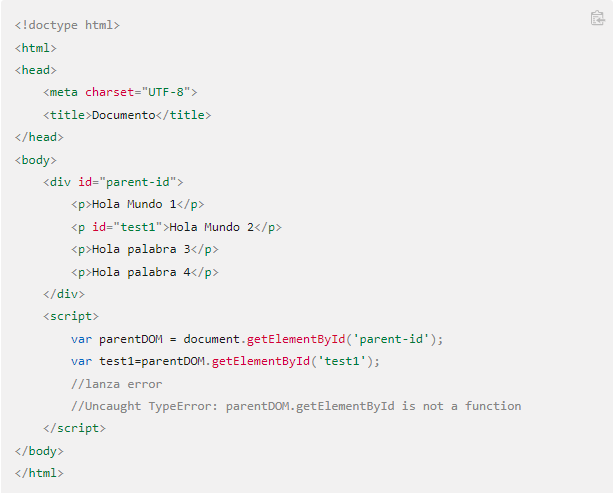 <!doctype html>
<html>
<head>
    <meta charset="UTF-8">
    <title>Documento</title>
</head>
<body>
    <div id="parent-id">
        <p>Hola Mundo 1</p>
        <p id="test1">Hola Mundo 2</p>
        <p>Hola palabra 3</p>
        <p>Hola palabra 4</p>
    </div>
    <script>
        var parentDOM = document.getElementById('parent-id');
        var test1=parentDOM.getElementById('test1');
        //lanza error
        //Uncaught TypeError: parentDOM.getElementById is not a function
    </script>
</body>
</html>